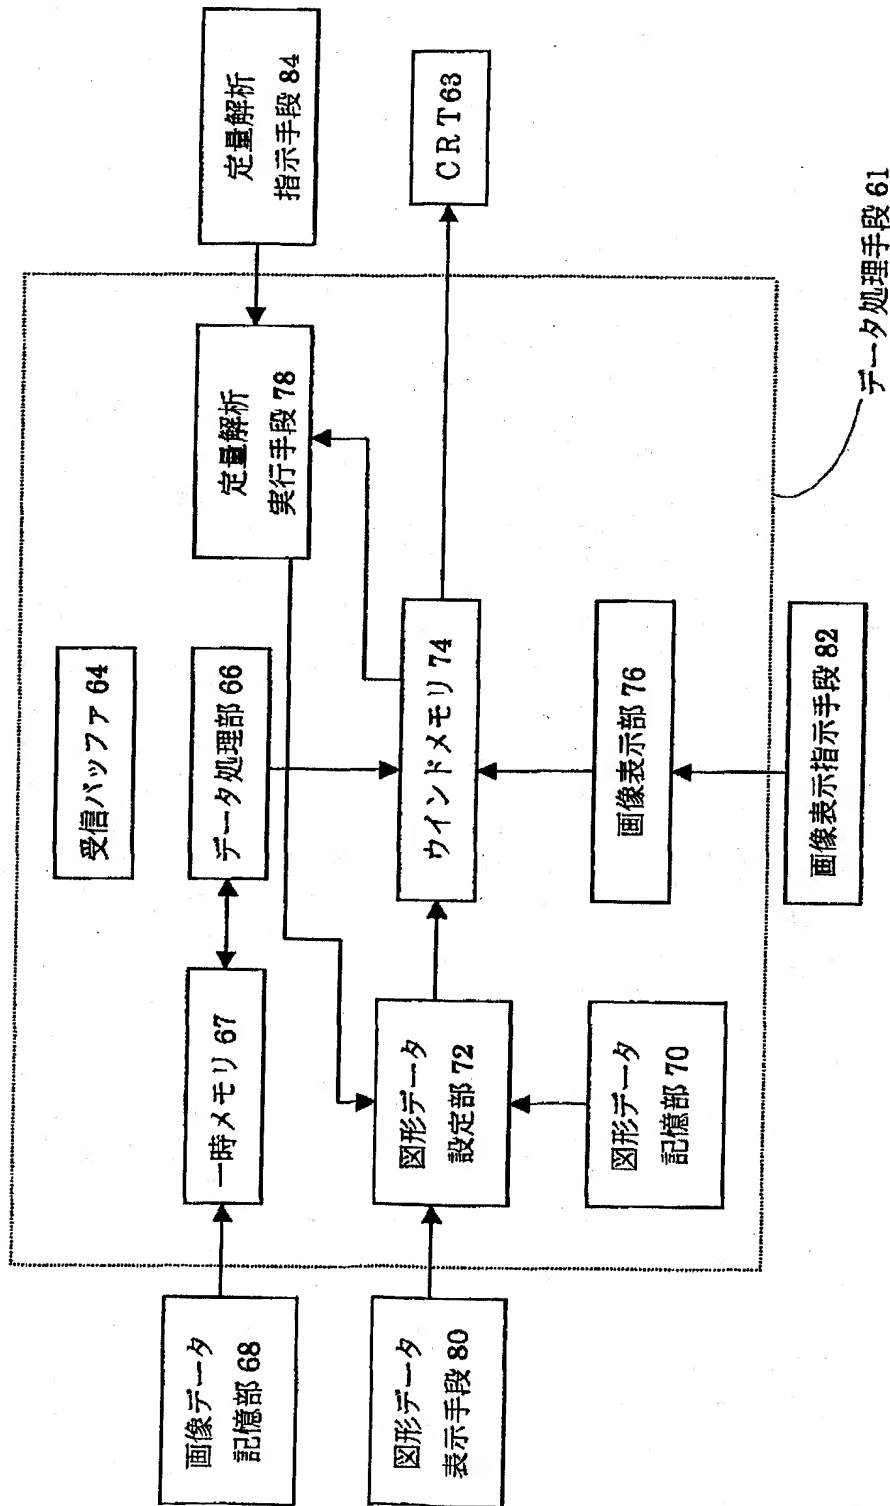 画像データ
記憶部 68
一時メモリ 67
データ処理部 66
受信バッファ 64
定量解析
実行手段 78
定量解析
指示手段 84
図形データ
表示手段 80
図形データ
設定部 72
ウインドメモリ 74
CRT63
図形データ
記憶部 70
画像表示部 76
画像表示指示手段 82
データ処理手段 61